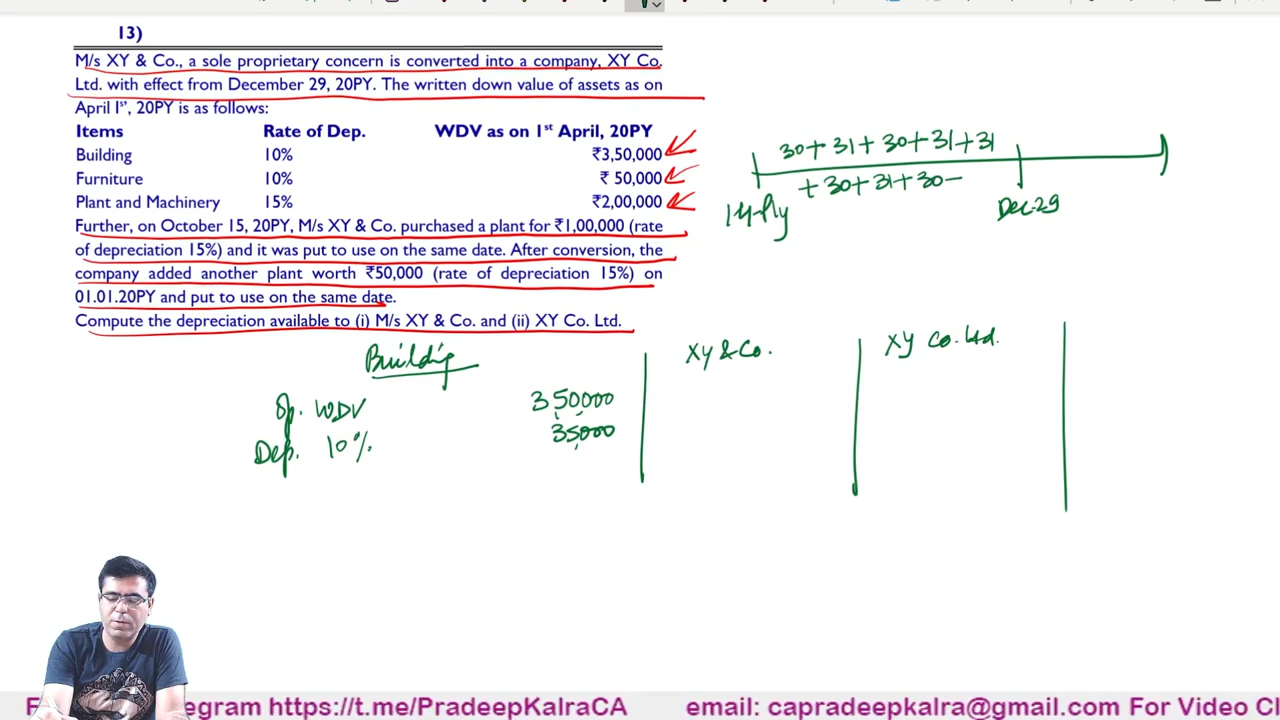 13)
M/s XY & Co., a sole proprietary concern is converted into a company, XY Co.
Ltd. with effect from December 29, 20PY. The written down value of assets as on
April 1st, 20PY is as follows:
Items Rate of Dep. WDV as on 1st April, 20PY
Building 10% ₹3,50,000
Furniture 10% ₹ 50,000
Plant and Machinery 15% ₹2,00,000
Further, on October 15, 20PY, M/s XY & Co. purchased a plant for ₹1,00,000 (rate
of depreciation 15%) and it was put to use on the same date. After conversion, the
company added another plant worth ₹50,000 (rate of depreciation 15%) on
01.01.20PY and put to use on the same date.
Compute the depreciation available to (i) M/s XY & Co. and (ii) XY Co. Ltd.
30+ 31 + 30+ 31 +31
+ 30+ 31+ 30
1-4-Ply
Dec-29
Building XY & Co. XY Co. Ltd.
Op. WDV 350000
Dep. 10% 35000
egram https://t.me/PradeepKalraCA email: capradeepkalra@gmail.com For Video